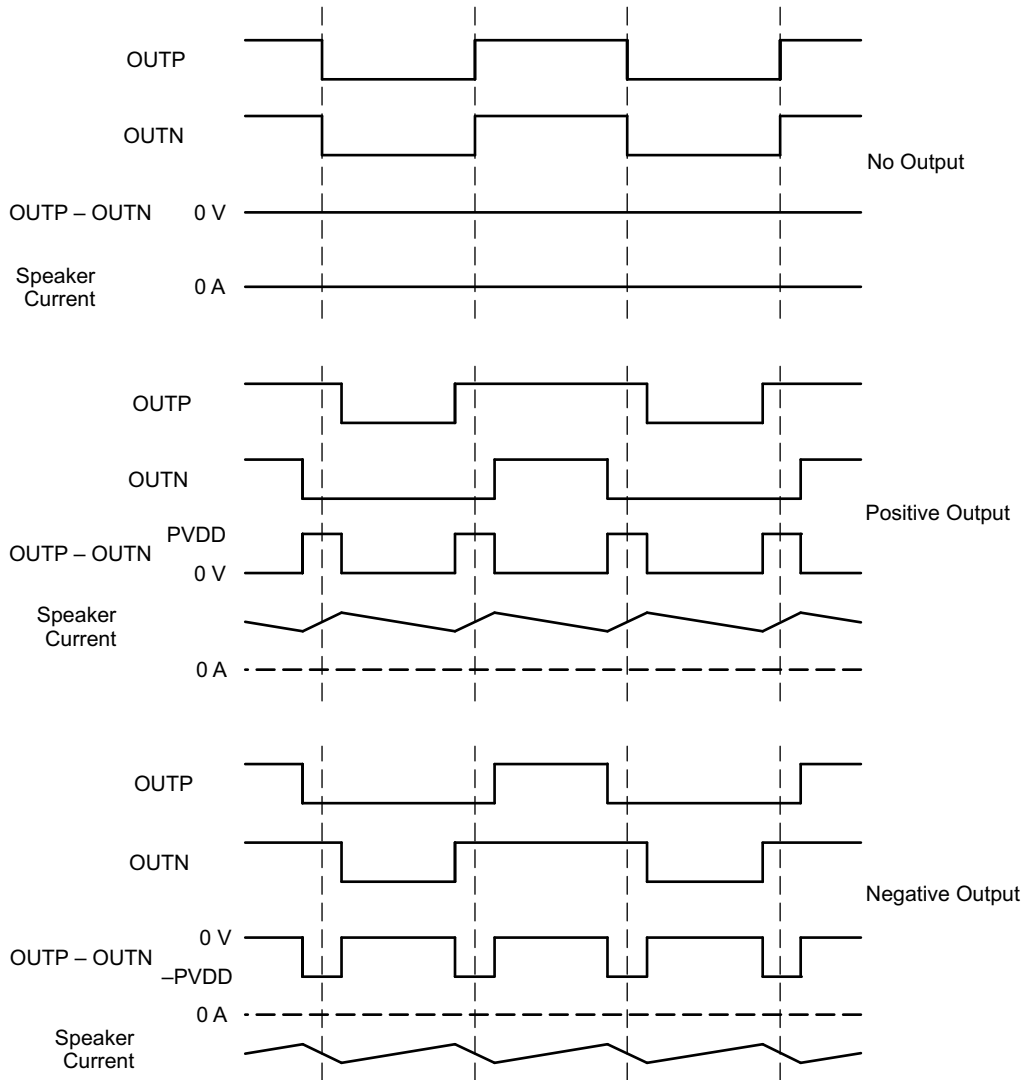 OUTP
OUTN
No Output
OUTP – OUTN 0 V
Speaker
Current
0 A
OUTP
OUTN
Positive Output
PVDD
OUTP – OUTN
0 V
Speaker
Current
0 A
OUTP
OUTN
Negative Output
0 V
OUTP – OUTN
–PVDD
0 A
Speaker
Current